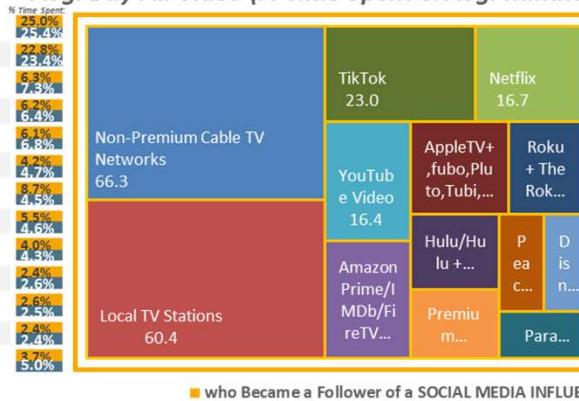 % Time Spent:
25.0%
25.4%
22.8%
23.4%
6.3%
7.3%
6.2%
6.4%
6.1%
6.8%
4.2%
4.7%
8.7%
4.5%
5.5%
4.6%
4.0%
4.3%
2.4%
2.6%
2.6%
2.5%
2.4%
2.4%
3.7%
5.0%
Non-Premium Cable TV
Networks
66.3
Local TV Stations
60.4
TikTok
23.0
Netflix
16.7
YouTub
e Video
16.4
AppleTV+
,fubo,Plu
to,Tubi,...
Roku
+ The
Rok...
Amazon
Prime/I
MDb/Fi
reTV...
Hulu/Hu
lu +...
P
ea
c...
D
is
n...
Premiu
m...
Para...
who Became a Follower of a SOCIAL MEDIA INFLUE